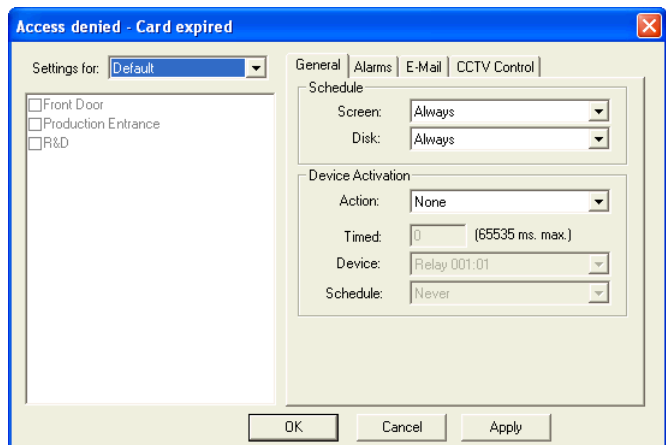 Access denied - Card expired
Settings for: Default
Front Door
Production Entrance
R&D
General Alarms E-Mail CCTV Control
Schedule
Screen: Always
Disk: Always
Device Activation
Action: None
Timed: 0 (65535 ms. max.)
Device: Relay 001:01
Schedule: Never
OK Cancel Apply